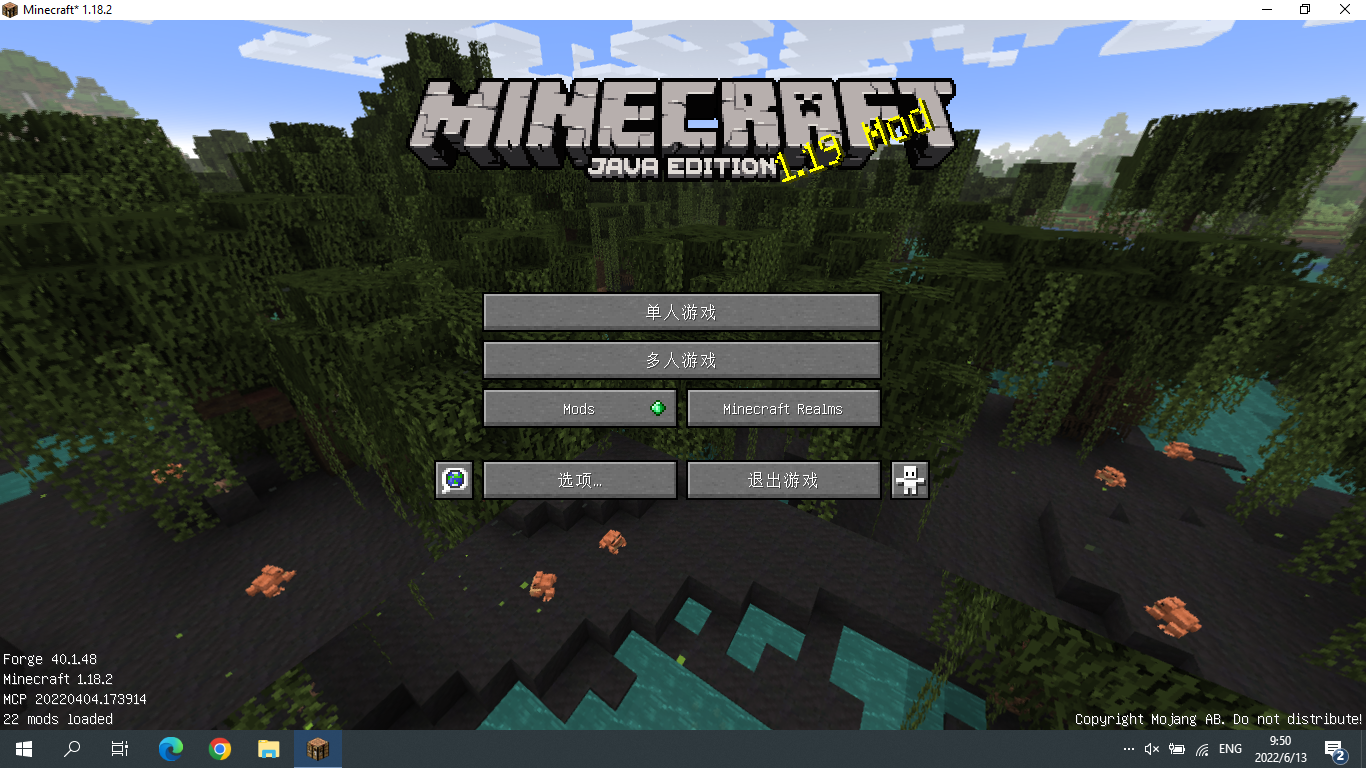 Minecraft* 1.18.2
MINECRAFT
JAVA EDITION
1.19 Mod
单人游戏
多人游戏
Mods
Minecraft Realms
选项...
退出游戏
Forge 40.1.48
Minecraft 1.18.2
MCP 20220404.173914
22 mods loaded
Copyright Mojang AB. Do not distribute!
ENG
9:50
2022/6/13
2